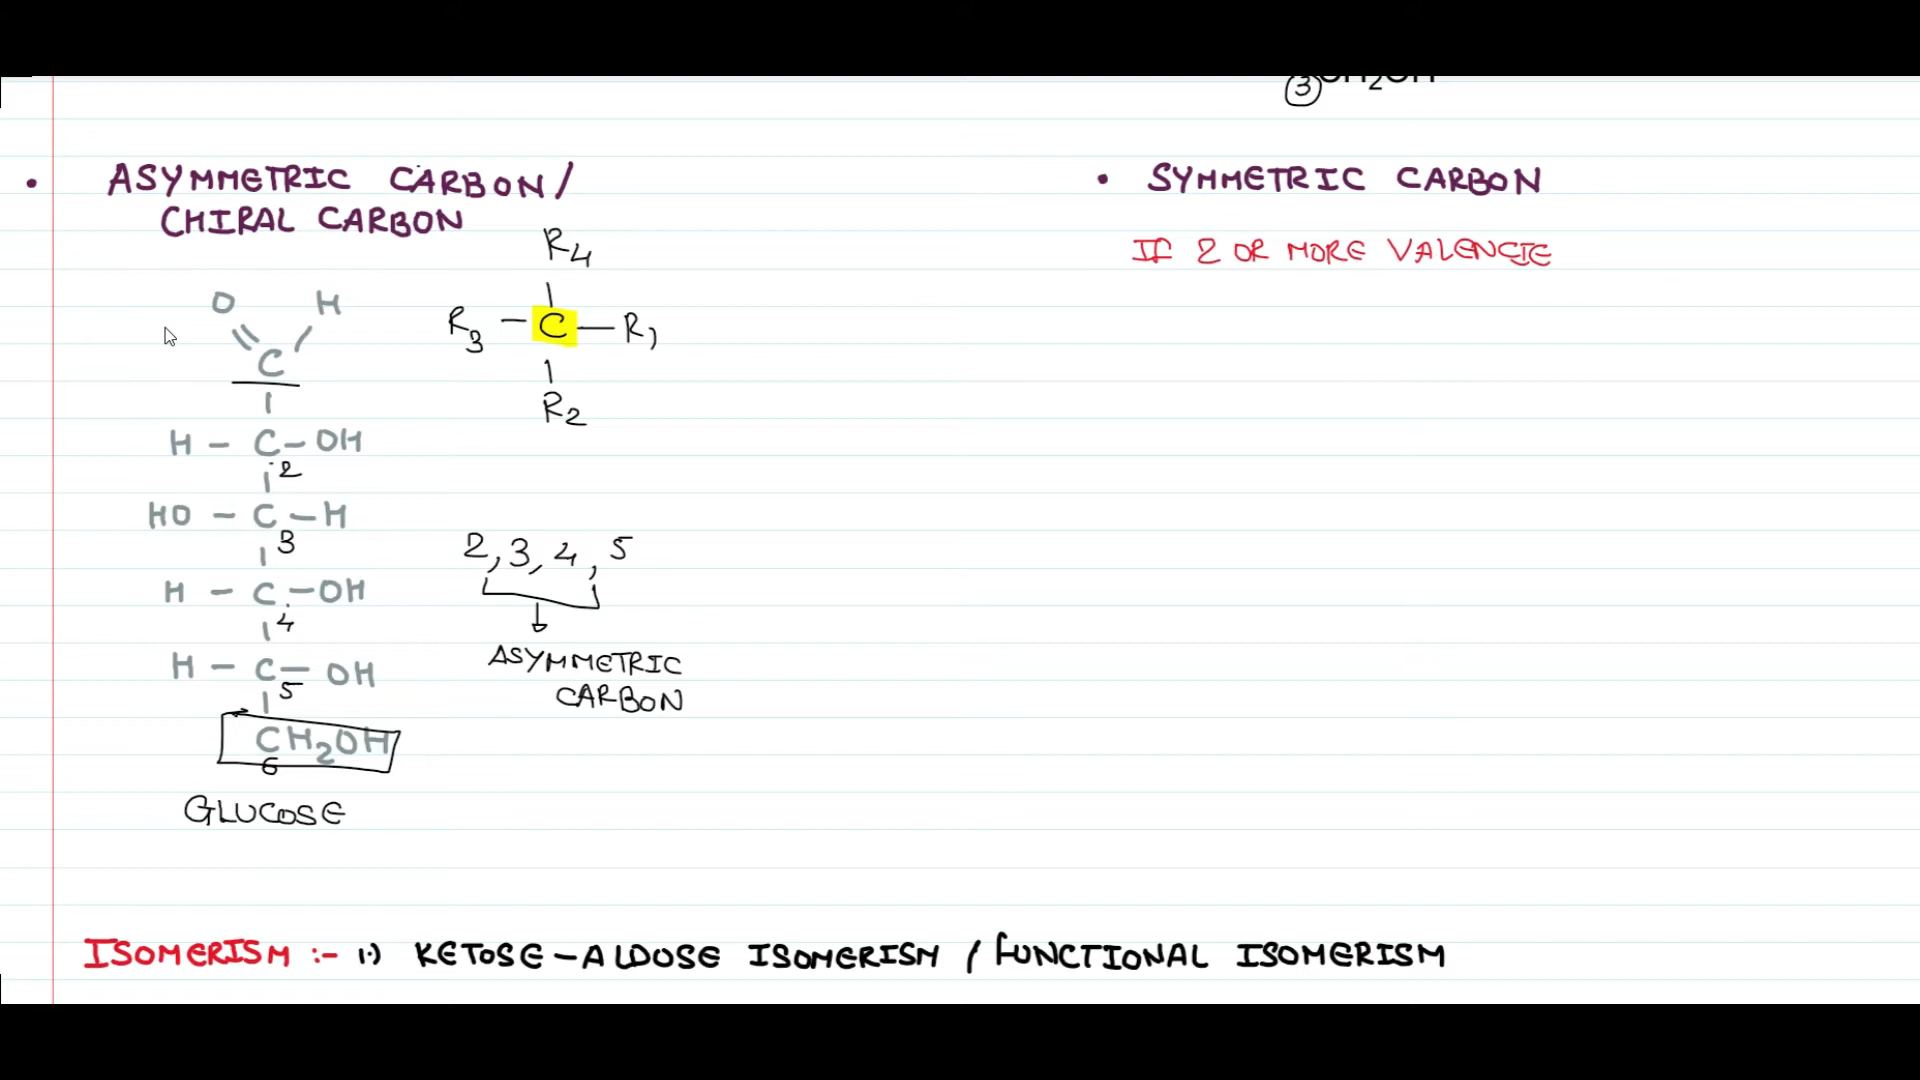 ③CH2OH
• ASYMMETRIC CARBON/
CHIRAL CARBON
R4
R3 - C - R1
R2
O H
C
H - C - OH
2
HO - C - H
3
H - C - OH
4
H - C - OH
5
CH2OH
6
GLUCOSE
2, 3, 4, 5
ASYMMETRIC
CARBON
• SYMMETRIC CARBON
IF 2 OR MORE VALENCIE
ISOMERISM :- 1.) KETOSE-ALDOSE ISOMERISM / FUNCTIONAL ISOMERISM